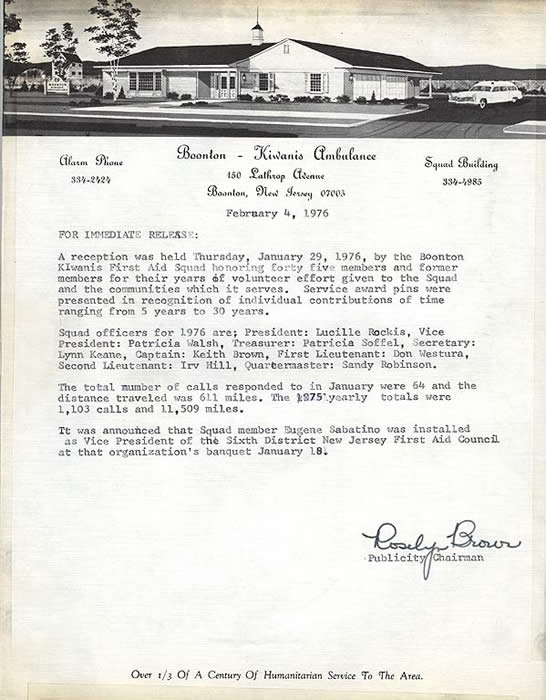 Alarm Phone
334-2424
Boonton - Kiwanis Ambulance
150 Lathrop Avenue
Boonton, New Jersey 07005
Squad Building
334-4985
February 4, 1976
FOR IMMEDIATE RELEASE:
A reception was held Thursday, January 29, 1976, by the Boonton
KIwanis First Aid Squad honoring forty five members and former
members for their years of volunteer effort given to the Squad
and the communities which it serves. Service award pins were
presented in recognition of individual contributions of time
ranging from 5 years to 30 years.
Squad officers for 1976 are; President: Lucille Rockis, Vice
President: Patricia Walsh, Treasurer: Patricia Soffel, Secretary:
Lynn Keane, Captain: Keith Brown, First Lieutenant: Don Westura,
Second Lieutenant: Irv Hill, Quartermaster: Sandy Robinson.
The total number of calls responded to in January were 64 and the
distance traveled was 611 miles. The 1975 yearly totals were
1,103 calls and 11,509 miles.
It was announced that Squad member Eugene Sabatino was installed
as Vice President of the Sixth District New Jersey First Aid Council
at that organization's banquet January 18.
Roselyn Brown
Publicity Chairman
Over 1/3 Of A Century Of Humanitarian Service To The Area.